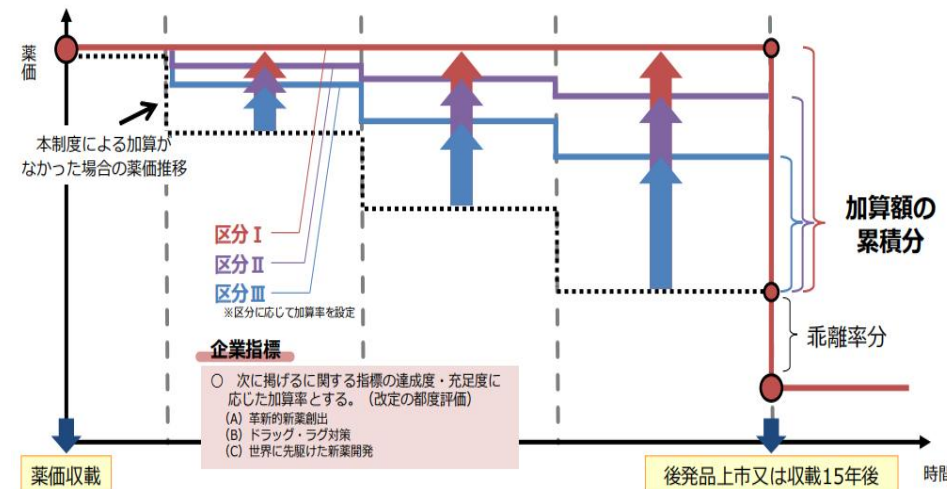 薬価
本制度による加算が
なかった場合の薬価推移
区分Ⅰ
区分Ⅱ
区分Ⅲ
※区分に応じて加算率を設定
加算額の
累積分
乖離率分
企業指標
○ 次に掲げるに関する指標の達成度・充足度に
応じた加算率とする。（改定の都度評価）
(A) 革新的新薬創出
(B) ドラッグ・ラグ対策
(C) 世界に先駆けた新薬開発
薬価収載
後発品上市又は収載15年後
時間